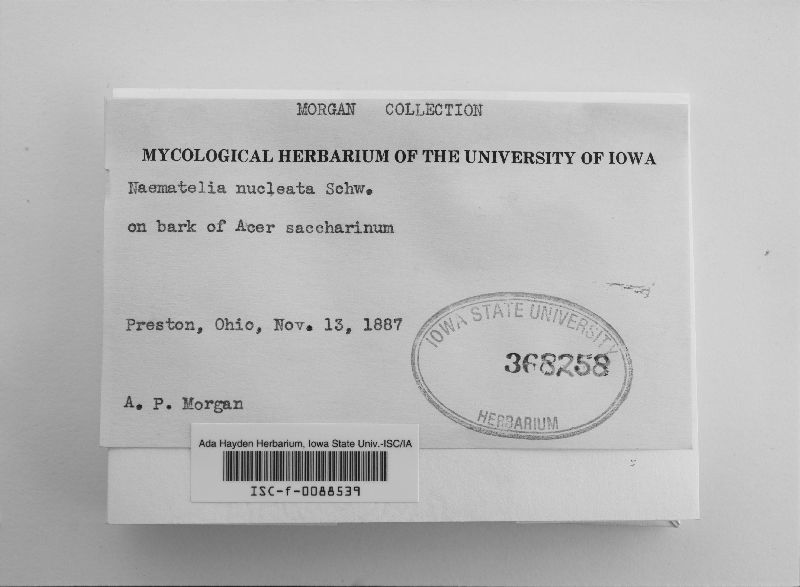 MORGAN COLLECTION
MYCOLOGICAL HERBARIUM OF THE UNIVERSITY OF IOWA
Naematelia nucleata Schw.
on bark of Acer saccharinum
Preston, Ohio, Nov. 13, 1887
IOWA STATE UNIVERSITY
368258
HERBARIUM
A. P. Morgan
Ada Hayden Herbarium, Iowa State Univ.-ISC/IA
ISC-f-0088539